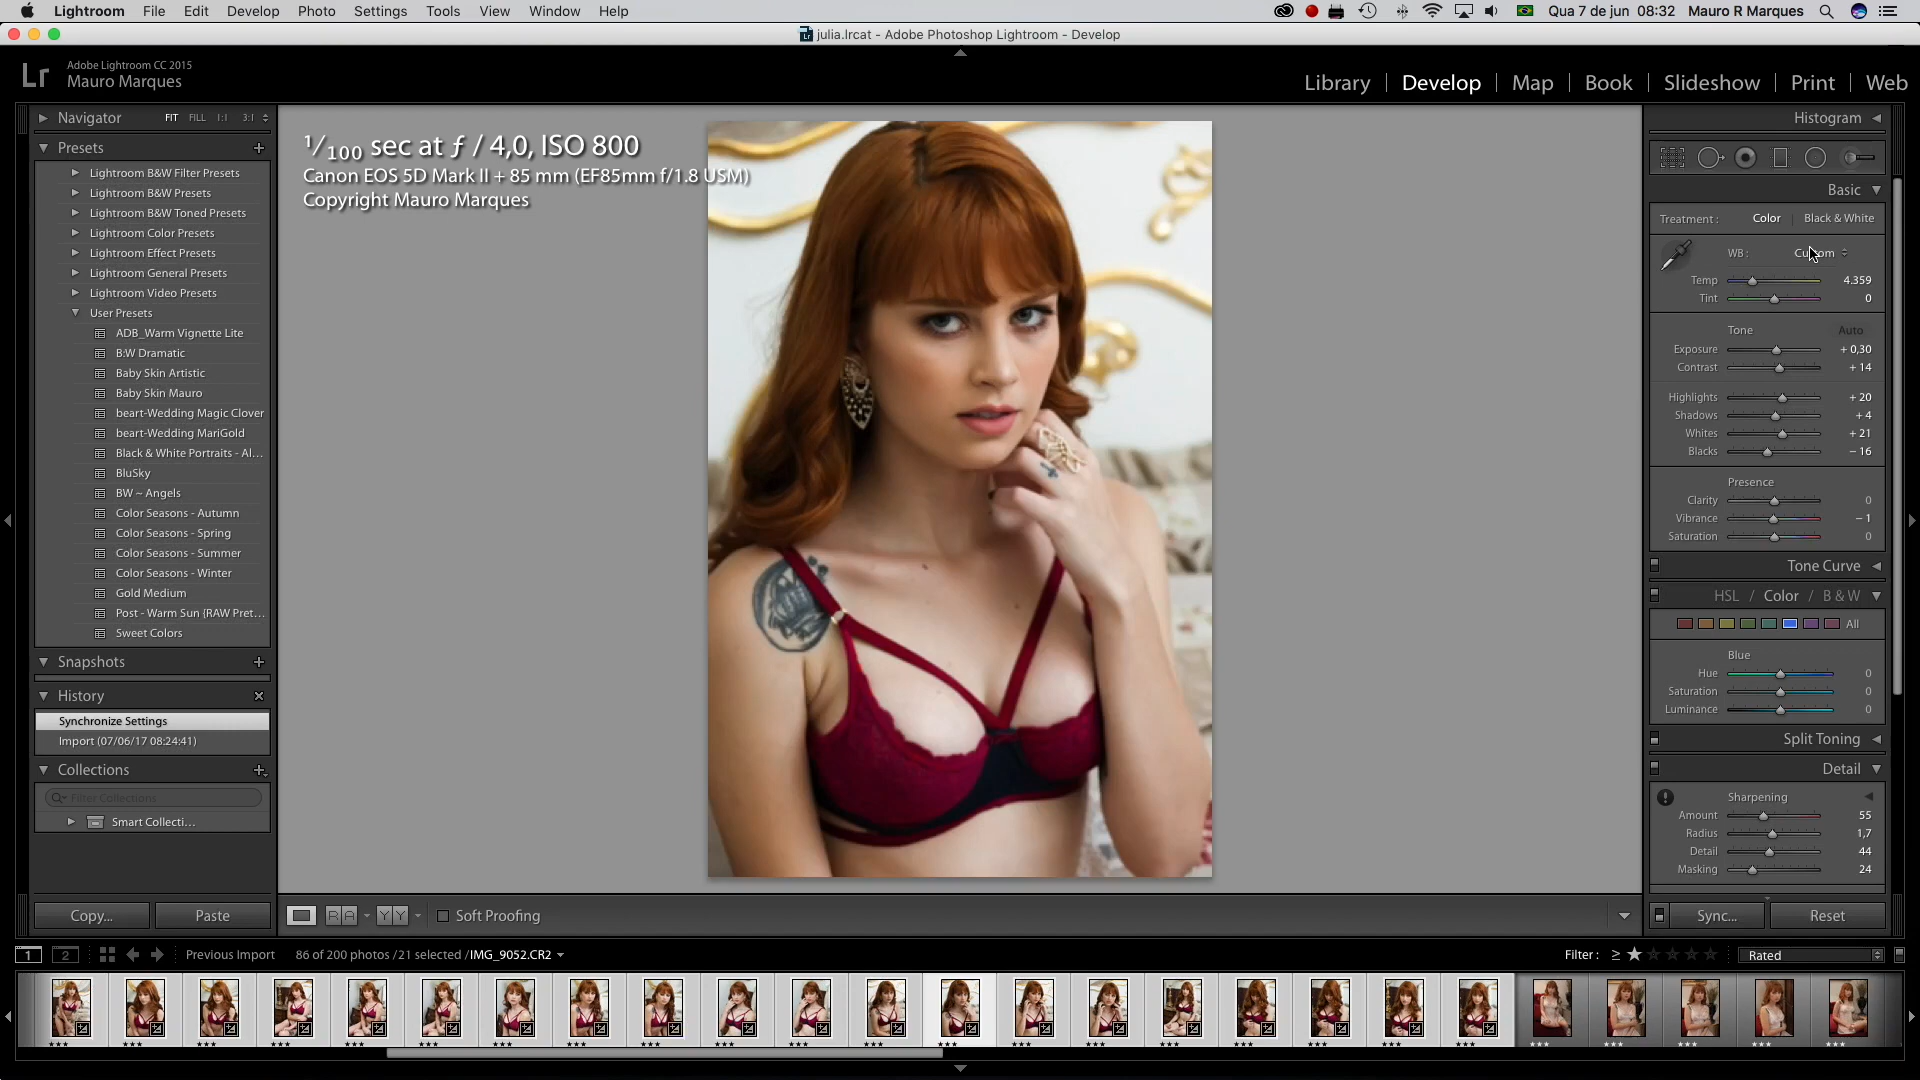 Lightroom File Edit Develop Photo Settings Tools View Window Help
Qua 7 de jun 08:32 Mauro R Marques
julia.lrcat - Adobe Photoshop Lightroom - Develop
Lr
Adobe Lightroom CC 2015
Mauro Marques
Library | Develop | Map | Book | Slideshow | Print | Web
Navigator FIT FILL 1:1 3:1
Presets +
Lightroom B&W Filter Presets
Lightroom B&W Presets
Lightroom B&W Toned Presets
Lightroom Color Presets
Lightroom Effect Presets
Lightroom General Presets
Lightroom Video Presets
User Presets
ADB_Warm Vignette Lite
B:W Dramatic
Baby Skin Artistic
Baby Skin Mauro
beart-Wedding Magic Clover
beart-Wedding MariGold
Black & White Portraits - Al...
BluSky
BW ~ Angels
Color Seasons - Autumn
Color Seasons - Spring
Color Seasons - Summer
Color Seasons - Winter
Gold Medium
Post - Warm Sun {RAW Pret...
Sweet Colors
Snapshots +
History ×
Synchronize Settings
Import (07/06/17 08:24:41)
Collections +
Filter Collections
Smart Collecti...
Copy... Paste
1/100 sec at ƒ / 4,0, ISO 800
Canon EOS 5D Mark II + 85 mm (EF85mm f/1.8 USM)
Copyright Mauro Marques
RA YY Soft Proofing
Histogram
Basic
Treatment : Color | Black & White
WB : Custom
Temp 4.359
Tint 0
Tone Auto
Exposure + 0,30
Contrast + 14
Highlights + 20
Shadows + 4
Whites + 21
Blacks – 16
Presence
Clarity 0
Vibrance – 1
Saturation 0
Tone Curve
HSL / Color / B & W
All
Blue
Hue 0
Saturation 0
Luminance 0
Split Toning
Detail
Sharpening
Amount 55
Radius 1,7
Detail 44
Masking 24
Sync... Reset
1 2 Previous Import 86 of 200 photos /21 selected /IMG_9052.CR2
Filter : ≥ ★ Rated